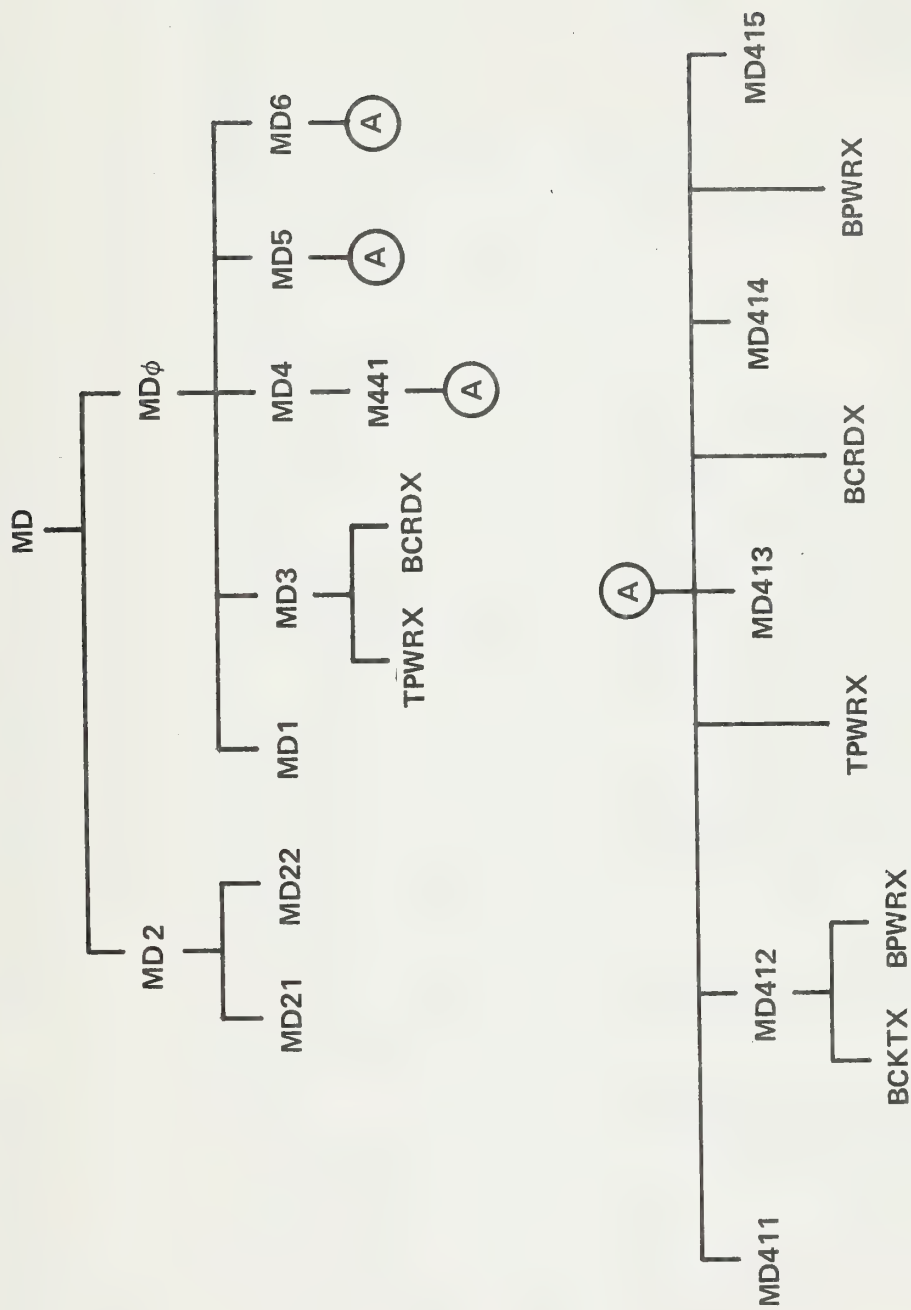 MD
MD2 MDϕ
MD21 MD22 MD1 MD3 MD4 MD5 MD6
TPWRX BCRDX M441 A A
A
A
MD411 MD412 MD413 MD414 MD415
BCKTX BPWRX TPWRX BCRDX BPWRX